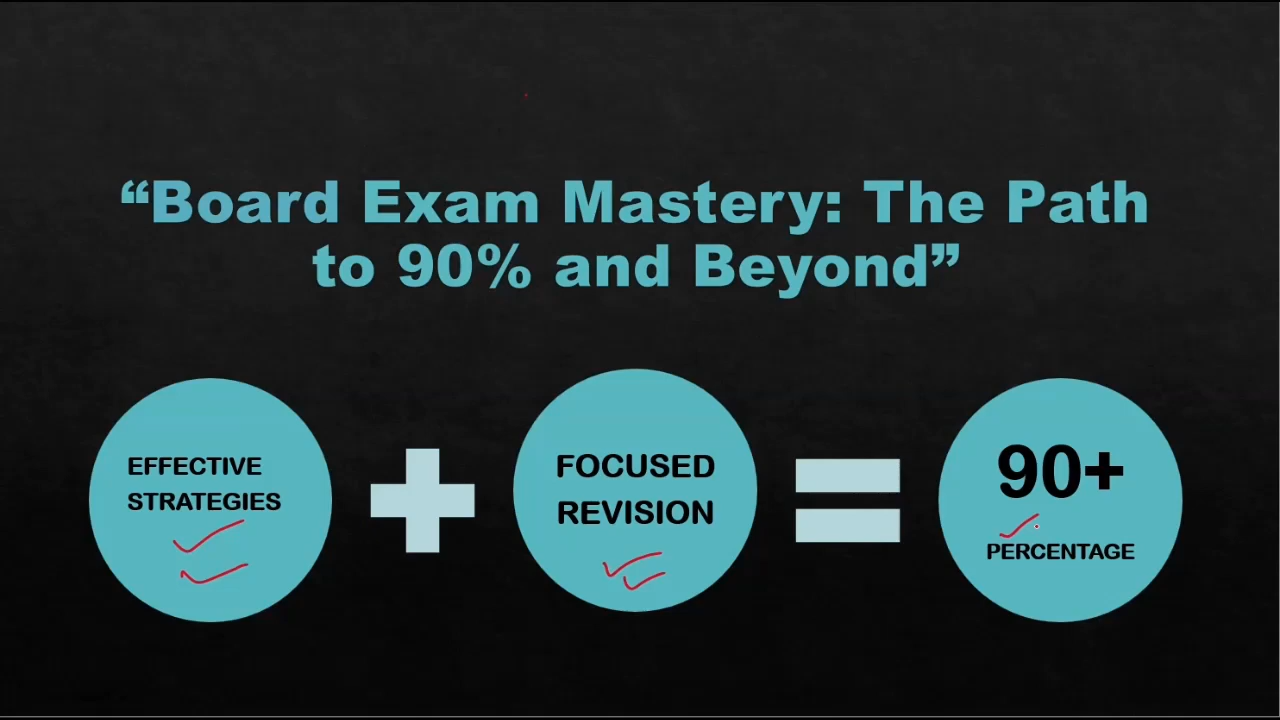 “Board Exam Mastery: The Path
to 90% and Beyond”
EFFECTIVE
STRATEGIES
FOCUSED
REVISION
90+
PERCENTAGE